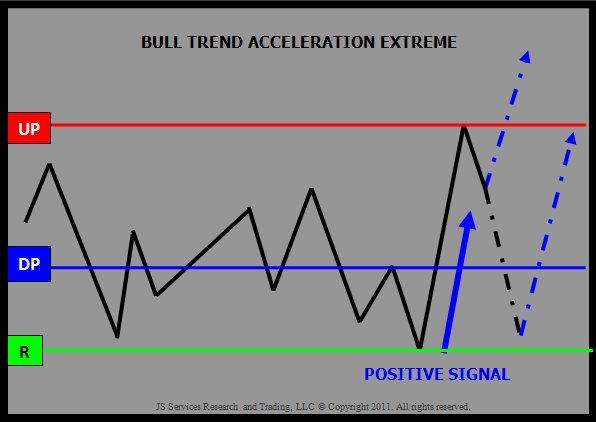 BULL TREND ACCELERATION EXTREME
UP
DP
R
POSITIVE SIGNAL
JS Services Research and Trading, LLC © Copyright 2011. All rights reserved.